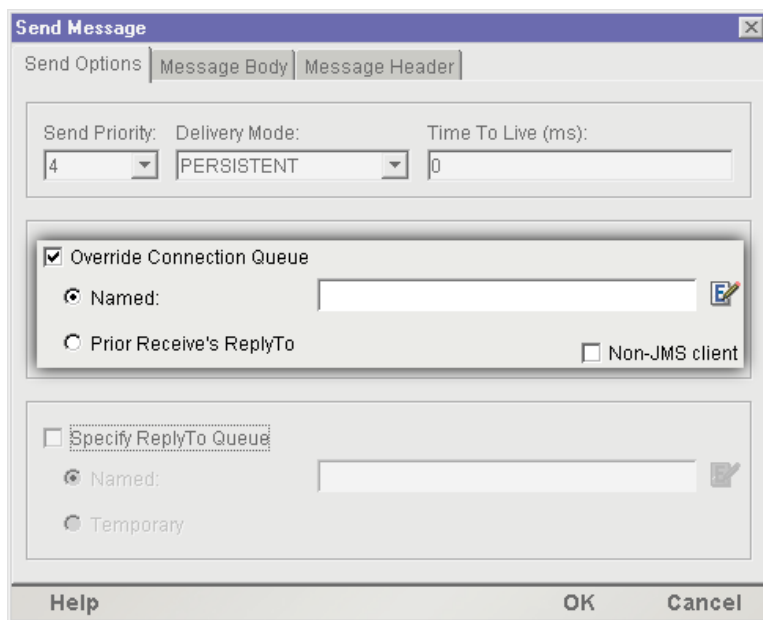 Send Message
Send Options Message Body Message Header
Send Priority: Delivery Mode: Time To Live (ms):
4 PERSISTENT 0
Override Connection Queue
Named:
Prior Receive's ReplyTo
Non-JMS client
Specify ReplyTo Queue
Named:
Temporary
Help OK Cancel